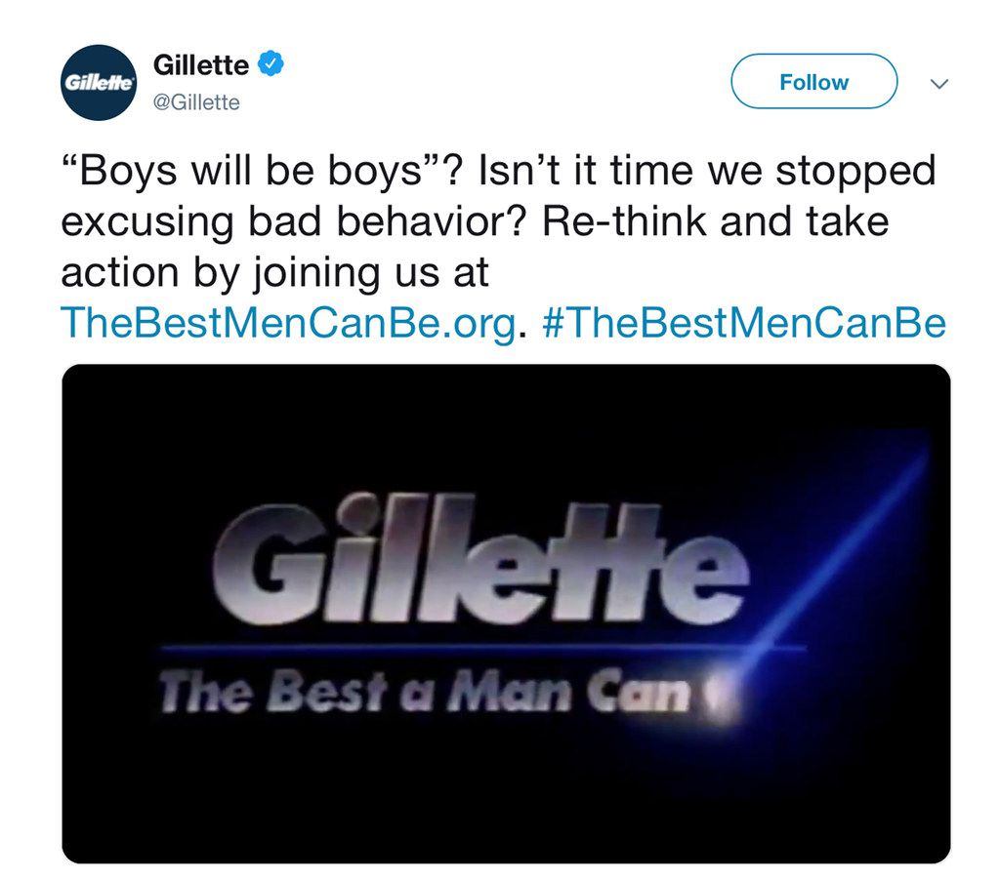 Gillette
Gillette
@Gillette
Follow
“Boys will be boys”? Isn’t it time we stopped
excusing bad behavior? Re-think and take
action by joining us at
TheBestMenCanBe.org. #TheBestMenCanBe
Gillette
The Best a Man Can